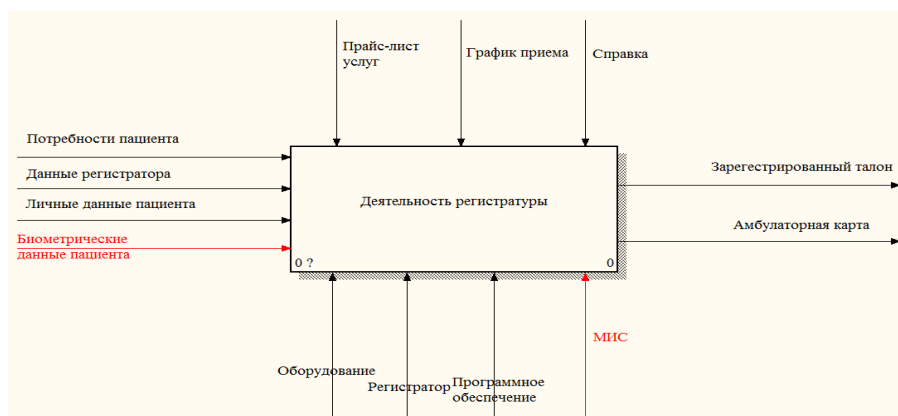 Прайс-лист
услуг
График приема
Справка
Потребности пациента
Данные регистратора
Личные данные пациента
Биометрические
данные пациента
Деятельность регистратуры
0 ?
0
Зарегестрированный талон
Амбулаторная карта
МИС
Оборудование
Регистратор
Программное
обеспечение